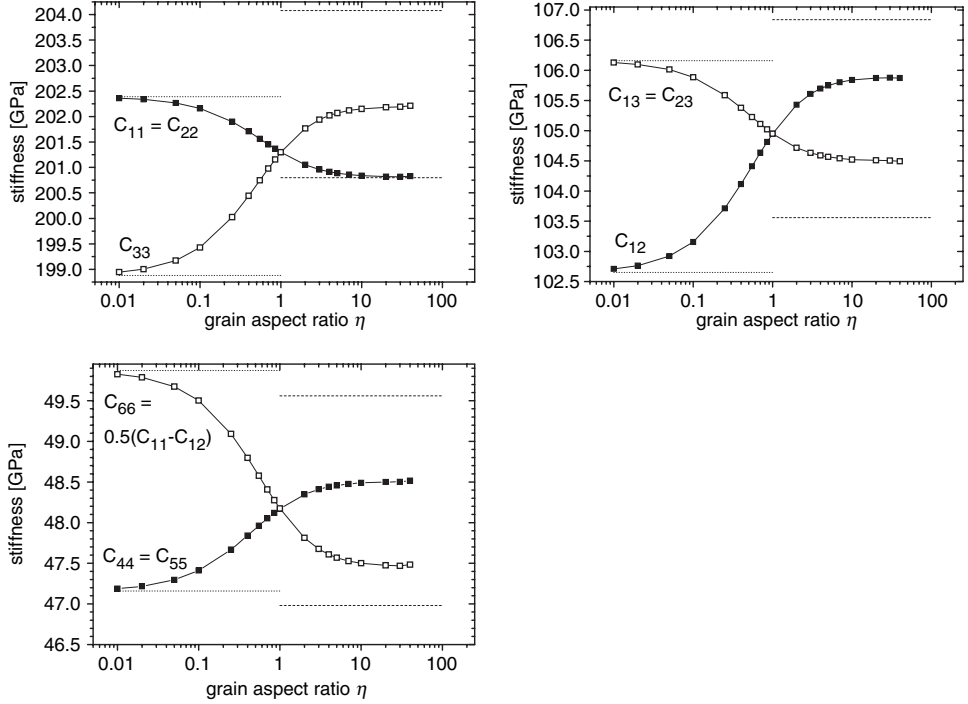 204.0
203.5
203.0
202.5
202.0
201.5
201.0
200.5
200.0
199.5
199.0
stiffness [GPa]
C11 = C22
C33
0.01 0.1 1 10 100
grain aspect ratio η
107.0
106.5
106.0
105.5
105.0
104.5
104.0
103.5
103.0
102.5
stiffness [GPa]
C13 = C23
C12
0.01 0.1 1 10 100
grain aspect ratio η
49.5
49.0
48.5
48.0
47.5
47.0
46.5
stiffness [GPa]
C66 =
0.5(C11-C12)
C44 = C55
0.01 0.1 1 10 100
grain aspect ratio η